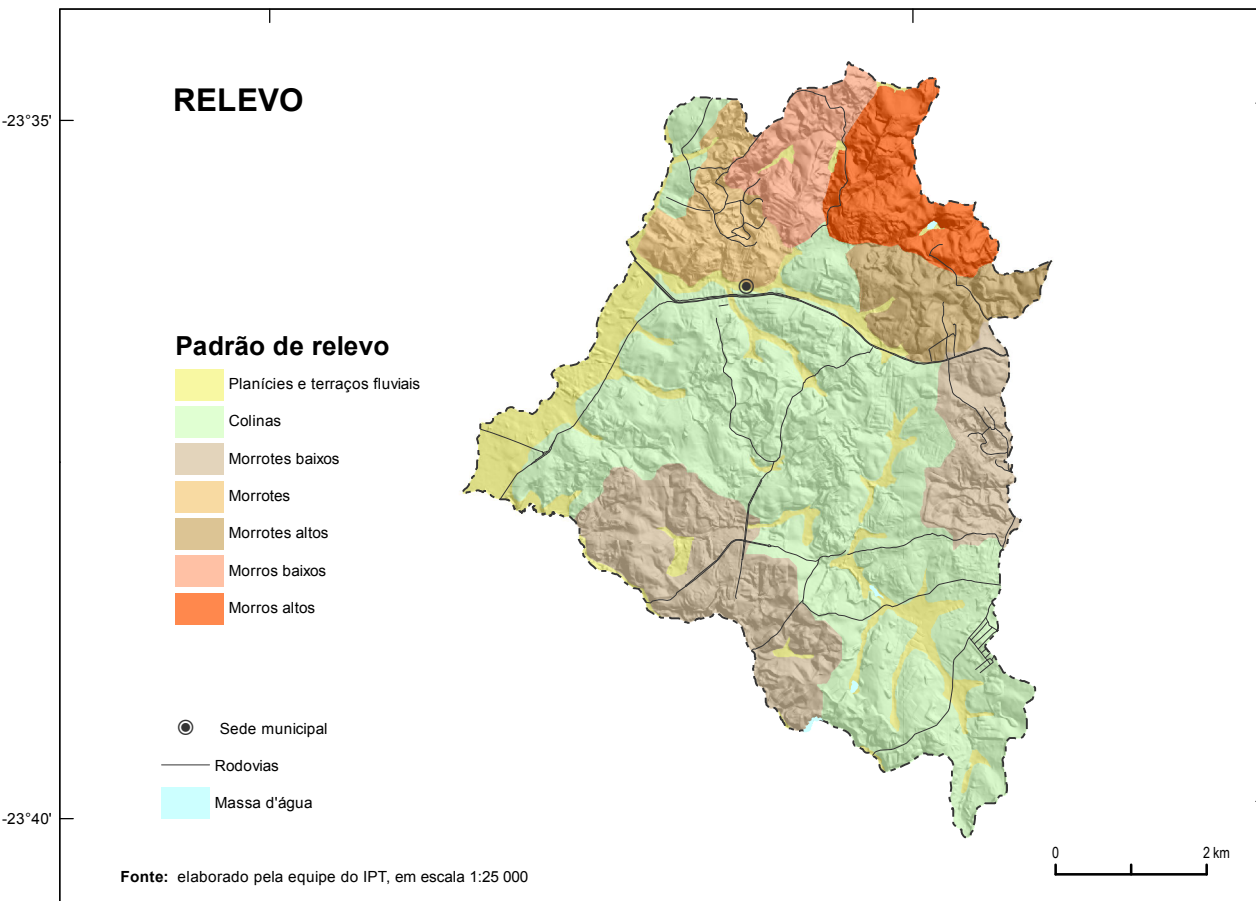 RELEVO
-23°35'
Padrão de relevo
Planícies e terraços fluviais
Colinas
Morrotes baixos
Morrotes
Morrotes altos
Morros baixos
Morros altos
Sede municipal
Rodovias
Massa d'água
-23°40'
0 2 km
Fonte: elaborado pela equipe do IPT, em escala 1:25 000